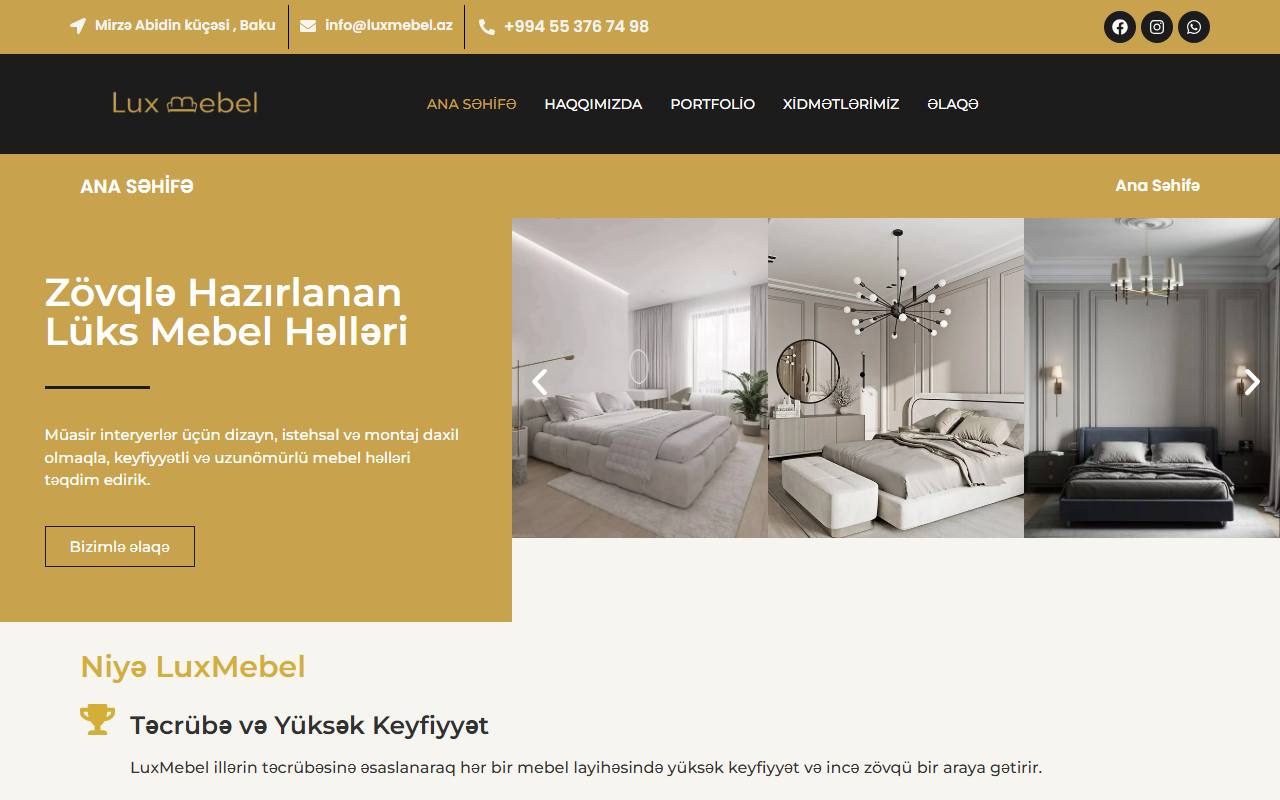 Mirzə Abidin küçəsi , Baku
info@luxmebel.az
+994 55 376 74 98
Lux Mebel
ANA SƏHİFƏ
HAQQIMIZDA
PORTFOLİO
XİDMƏTLƏRİMİZ
ƏLAQƏ
ANA SƏHİFƏ
Ana Səhifə
Zövqlə Hazırlanan
Lüks Mebel Həlləri
Müasir interyerlər üçün dizayn, istehsal və montaj daxil
olmaqla, keyfiyyətli və uzunömürlü mebel həlləri
təqdim edirik.
Bizimlə əlaqə
Niyə LuxMebel
Təcrübə və Yüksək Keyfiyyət
LuxMebel illərin təcrübəsinə əsaslanaraq hər bir mebel layihəsində yüksək keyfiyyət və incə zövqü bir araya gətirir.